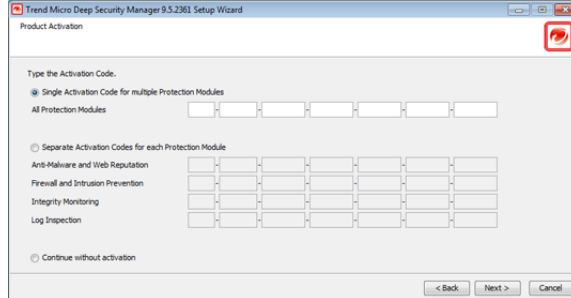 Trend Micro Deep Security Manager 9.5.2361 Setup Wizard
Product Activation
Type the Activation Code.
Single Activation Code for multiple Protection Modules
All Protection Modules - - - - - -
Separate Activation Codes for each Protection Module
Anti-Malware and Web Reputation - - - - - -
Firewall and Intrusion Prevention - - - - - -
Integrity Monitoring - - - - - -
Log Inspection - - - - - -
Continue without activation
< Back Next > Cancel